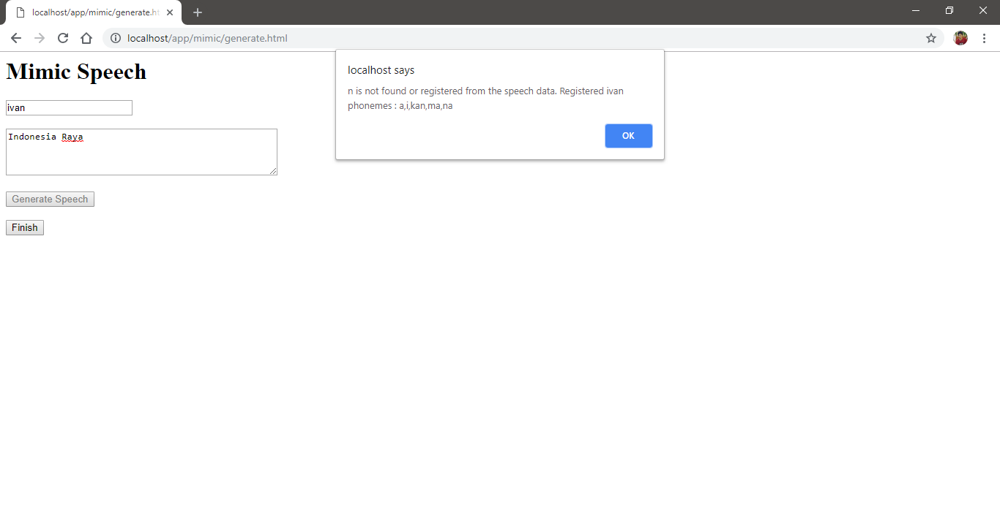 localhost/app/mimic/generate.ht
localhost/app/mimic/generate.html
localhost says
n is not found or registered from the speech data. Registered ivan
phonemes : a,i,kan,ma,na
OK
Mimic Speech
ivan
Indonesia Raya
Generate Speech
Finish